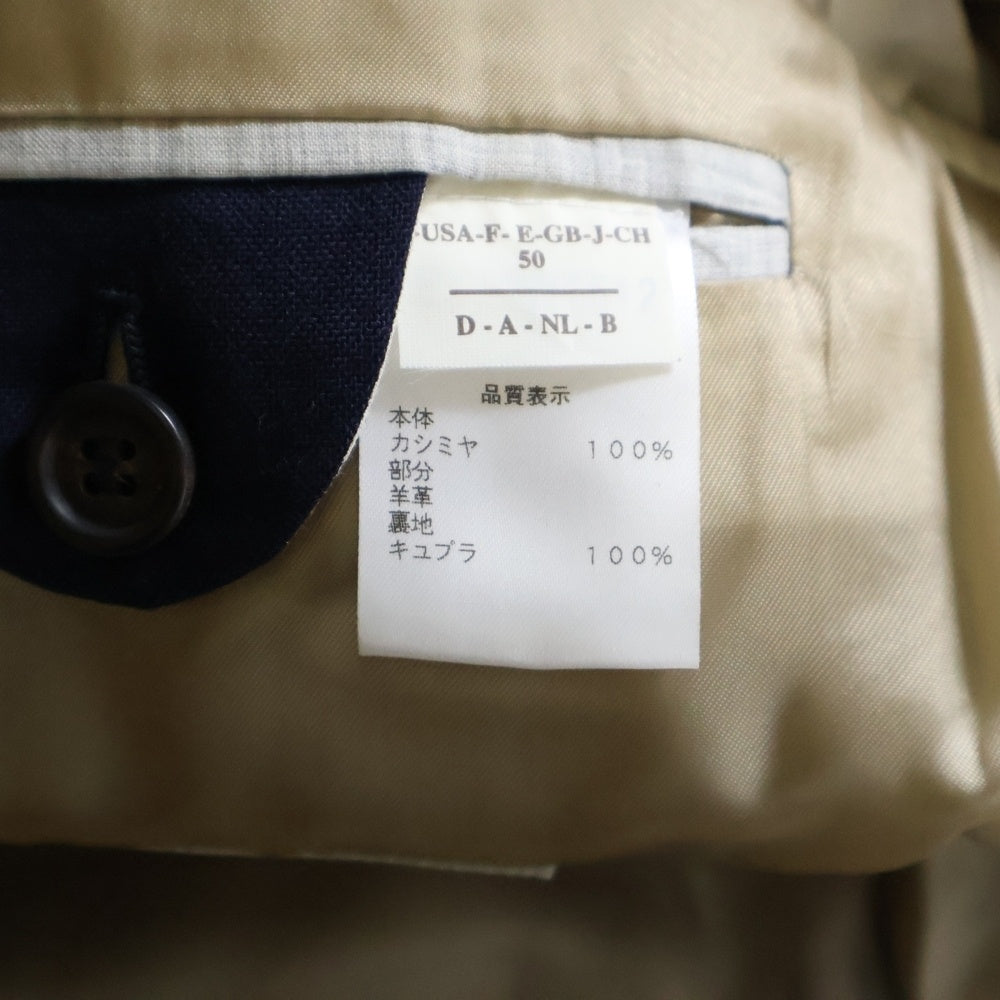 -USA-F- E-GB-J-CH
50
D - A - NL - B
品質表示
本体
カシミヤ 100%
部分
羊革
裏地
キュプラ 100%